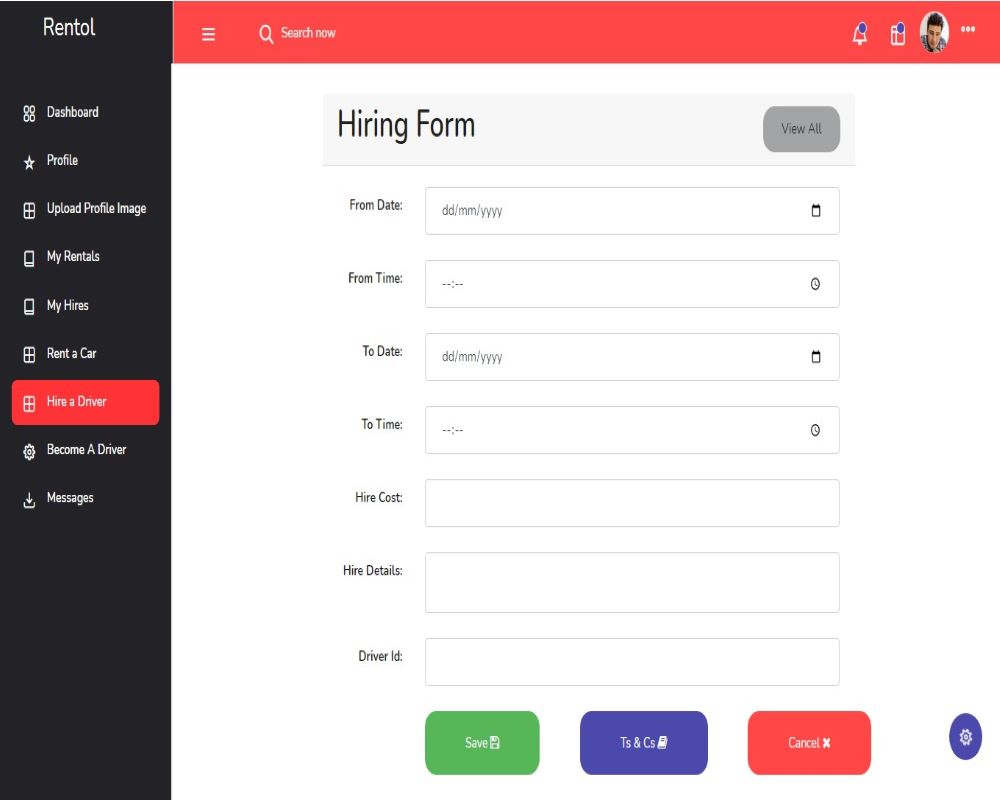 Rentol
Search now
Dashboard
Profile
Upload Profile Image
My Rentals
My Hires
Rent a Car
Hire a Driver
Become A Driver
Messages
Hiring Form
View All
From Date:
dd/mm/yyyy
From Time:
--:--
To Date:
dd/mm/yyyy
To Time:
--:--
Hire Cost:
Hire Details:
Driver Id:
Save
Ts & Cs
Cancel